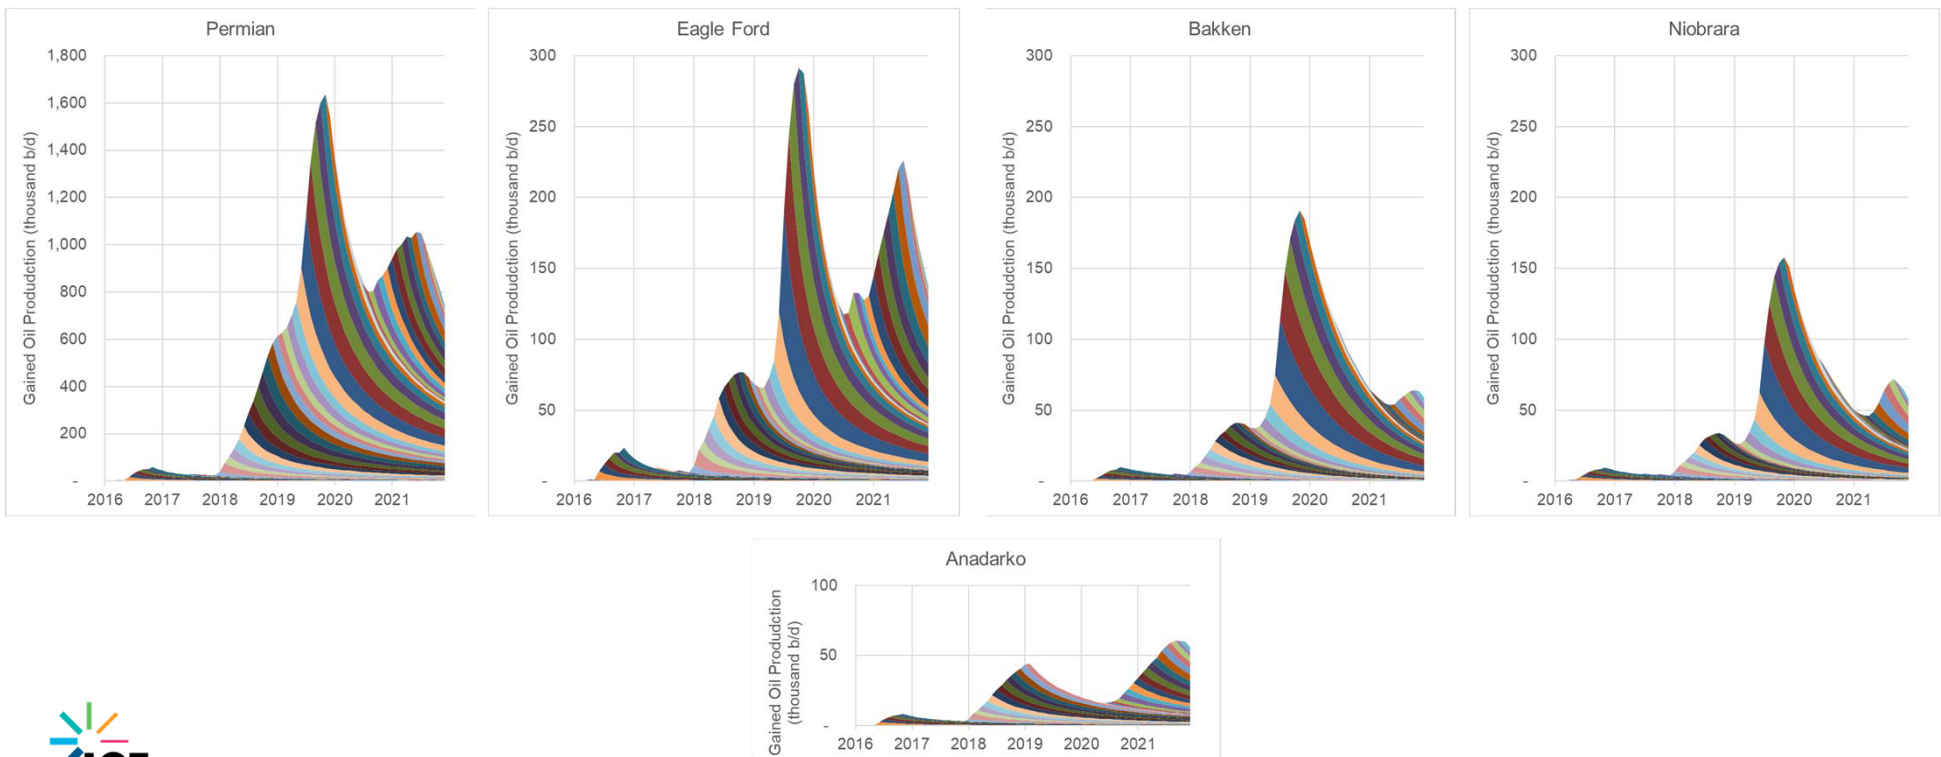 Permian
Gained Oil Produdction (thousand b/d)
1,800
1,600
1,400
1,200
1,000
800
600
400
200
-
2016 2017 2018 2019 2020 2021
Eagle Ford
Gained Oil Produdction (thousand b/d)
300
250
200
150
100
50
-
2016 2017 2018 2019 2020 2021
Bakken
Gained Oil Produdction (thousand b/d)
300
250
200
150
100
50
-
2016 2017 2018 2019 2020 2021
Niobrara
Gained Oil Produdction (thousand b/d)
300
250
200
150
100
50
-
2016 2017 2018 2019 2020 2021
Anadarko
Gained Oil Produdction
(thousand b/d)
100
50
-
2016 2017 2018 2019 2020 2021